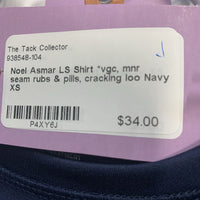 The Tack Collector
938548-104
Noel Asmar LS Shirt *vgc, mnr
seam rubs & pills, cracking loo Navy
XS
$34.00
P4XY6J